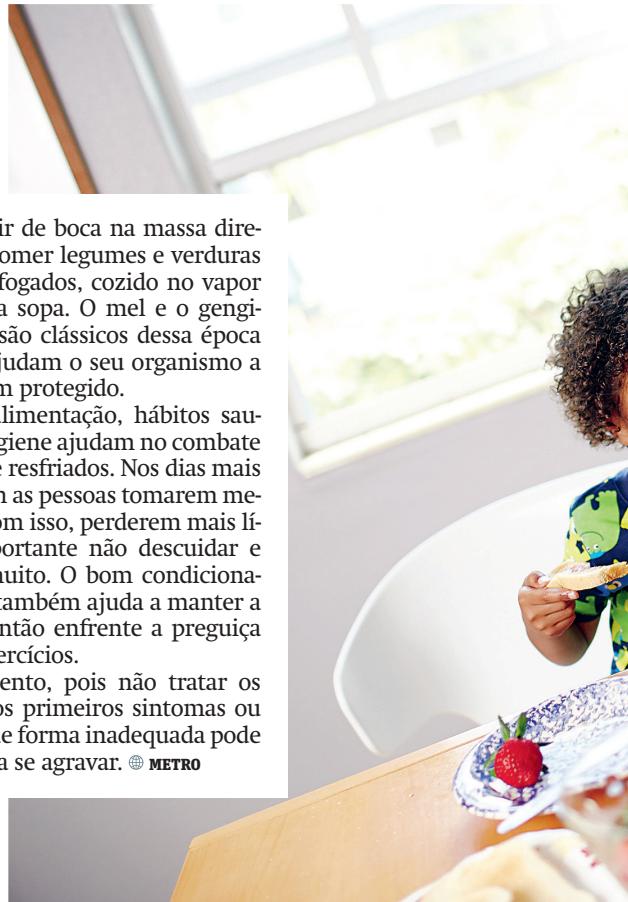 ir de boca na massa dire-
omer legumes e verduras
fogados, cozido no vapor
a sopa. O mel e o gengi-
são clássicos dessa época
judam o seu organismo a
m protegido.
limentação, hábitos sau-
giene ajudam no combate
e resfriados. Nos dias mais
m as pessoas tomarem me-
om isso, perderem mais lí-
portante não descuidar e
muito. O bom condiciona-
também ajuda a manter a
ntão enfrente a preguiça
ercícios.
ento, pois não tratar os
os primeiros sintomas ou
e forma inadequada pode
a se agravar. METRO